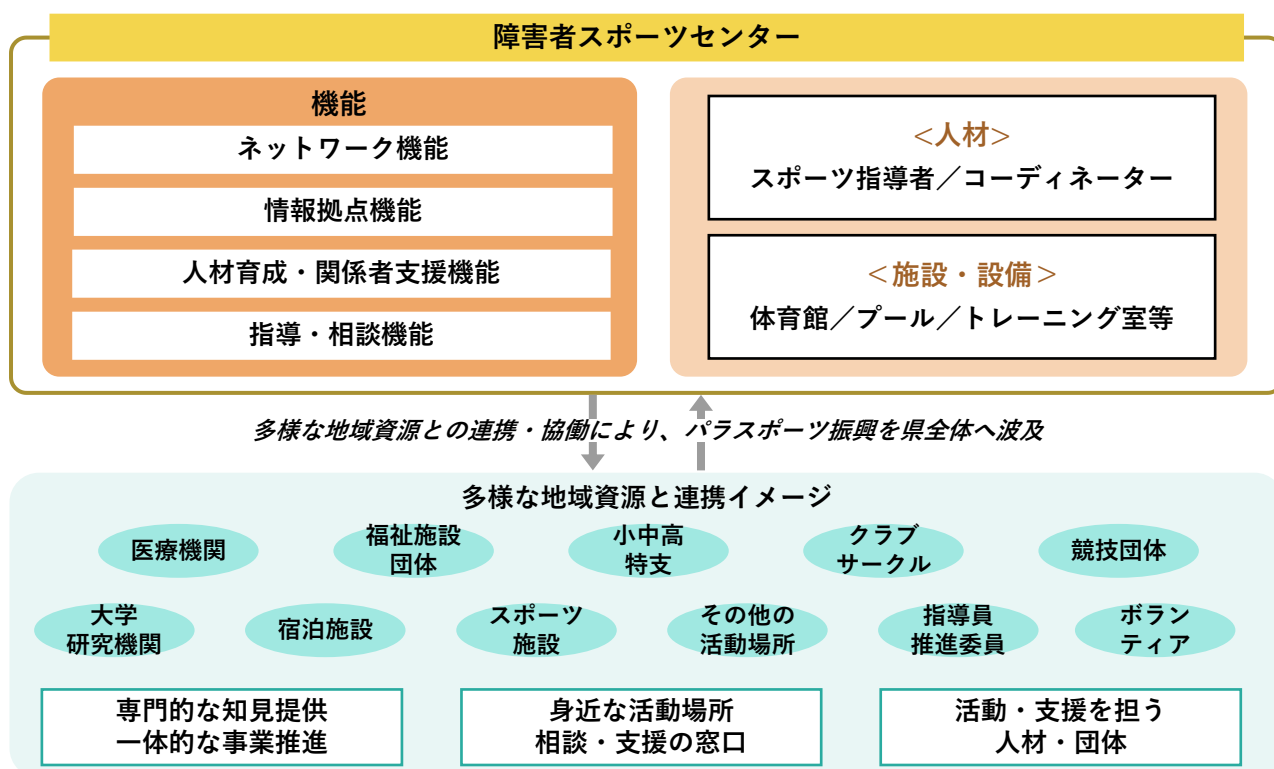 障害者スポーツセンター
機能
ネットワーク機能
情報拠点機能
人材育成・関係者支援機能
指導・相談機能
<人材>
スポーツ指導者／コーディネーター
<施設・設備>
体育館／プール／トレーニング室等
多様な地域資源との連携・協働により、パラスポーツ振興を県全体へ波及
多様な地域資源と連携イメージ
医療機関
福祉施設
団体
小中高
特支
クラブ
サークル
競技団体
大学
研究機関
宿泊施設
スポーツ
施設
その他の
活動場所
指導員
推進委員
ボラン
ティア
専門的な知見提供
一体的な事業推進
身近な活動場所
相談・支援の窓口
活動・支援を担う
人材・団体